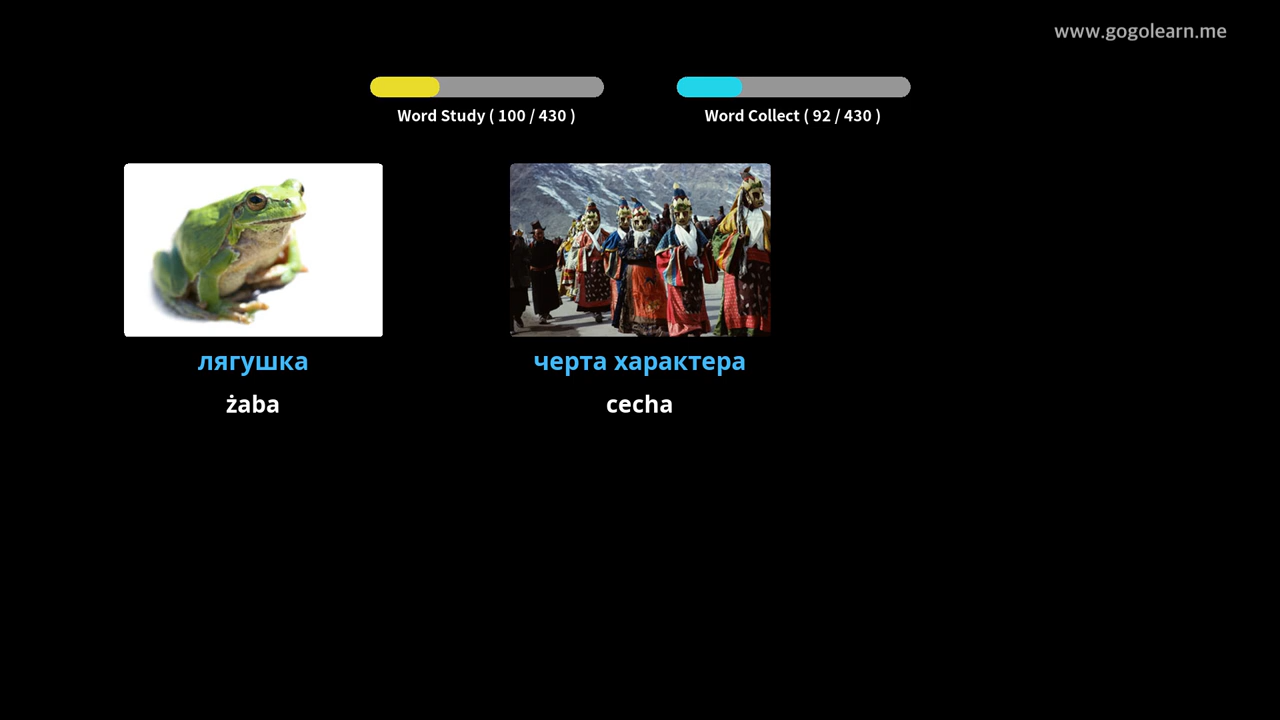 www.gogolearn.me
Word Study ( 100 / 430 )
Word Collect ( 92 / 430 )
лягушка
żaba
черта характера
cecha